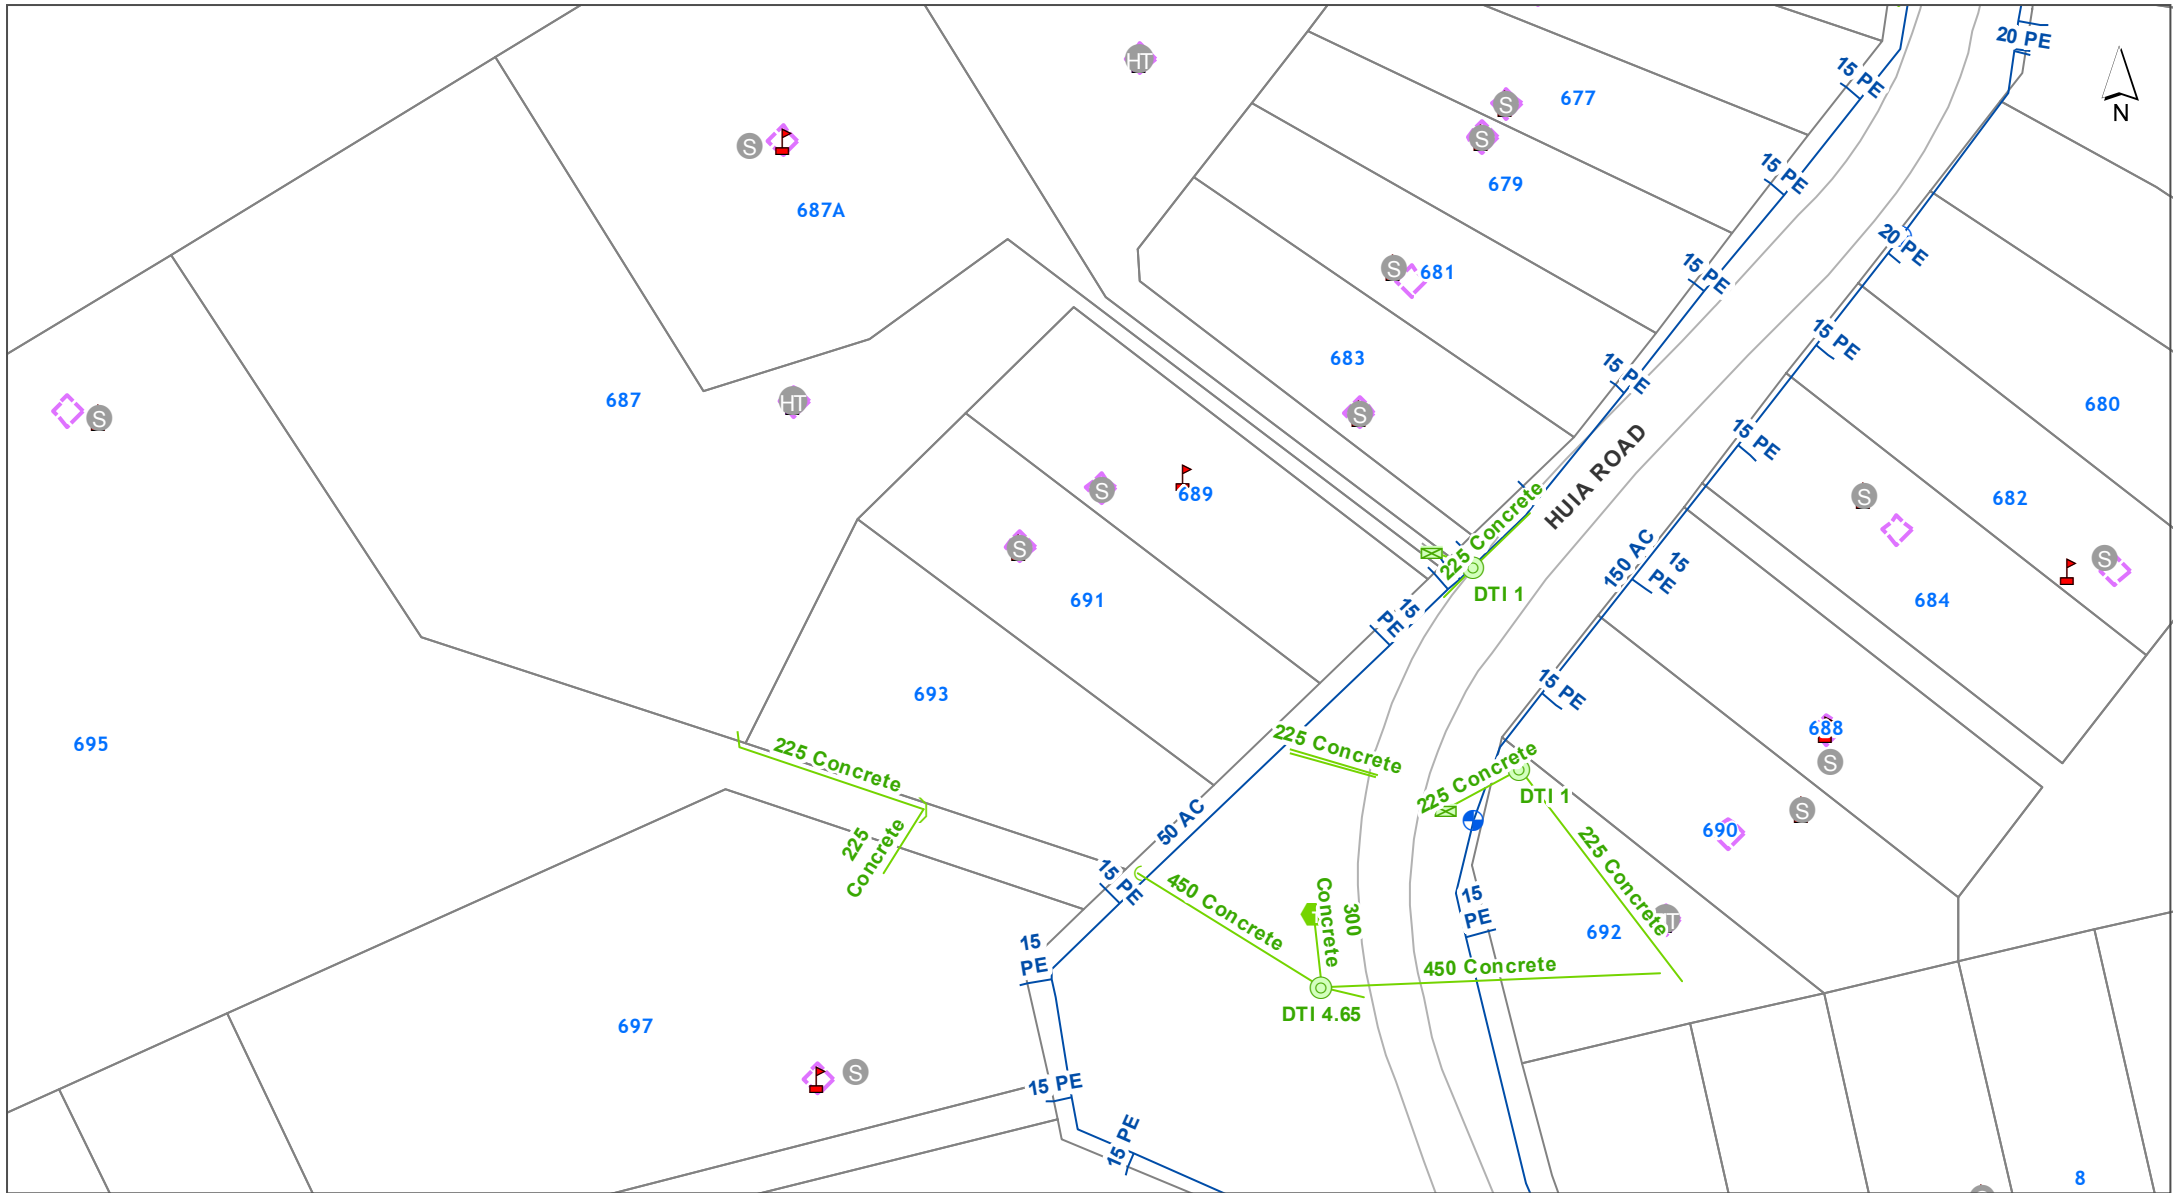 20 PE
15 PE
HT
S
677
N
S
15 PE
S
679
687A
20 PE
S
681
15 PE
15 PE
683
15 PE
687
HT
S
S
680
15 PE
HUIA ROAD
S
689
S
682
225 Concrete
S
150 AC
15
PE
S
DTI 1
15
PE
691
684
693
15 PE
695
225 Concrete
225 Concrete
688
S
225 Concrete
DTI 1
50 AC
S
690
225
Concrete
225 Concrete
15 PE
450 Concrete
300
Concrete
15
PE
692
15
PE
450 Concrete
DTI 4.65
697
S
15 PE
15 PE
8